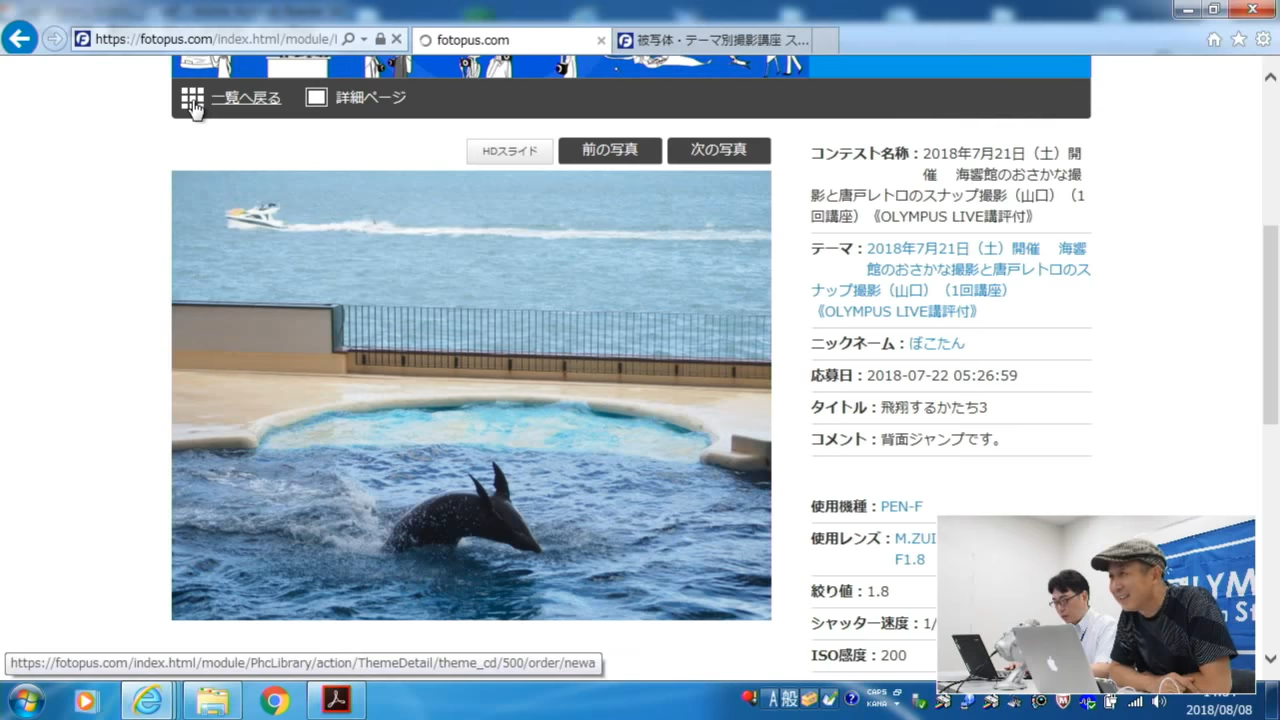 https://fotopus.com/index.html/module/l
fotopus.com
被写体・テーマ別撮影講座 ス...
一覧へ戻る
詳細ページ
HDスライド
前の写真
次の写真
コンテスト名称：2018年7月21日（土）開
催　海響館のおさかな撮
影と唐戸レトロのスナップ撮影（山口）（1
回講座）《OLYMPUS LIVE講評付》
テーマ：2018年7月21日（土）開催　海響
館のおさかな撮影と唐戸レトロのス
ナップ撮影（山口）（1回講座）
《OLYMPUS LIVE講評付》
ニックネーム：ぽこたん
応募日：2018-07-22 05:26:59
タイトル：飛翔するかたち3
コメント：背面ジャンプです。
使用機種：PEN-F
使用レンズ：M.ZUI
F1.8
絞り値：1.8
シャッター速度：1/
ISO感度：200
https://fotopus.com/index.html/module/PhcLibrary/action/ThemeDetail/theme_cd/500/order/newa
A 般
CAPS
KANA
2018/08/08